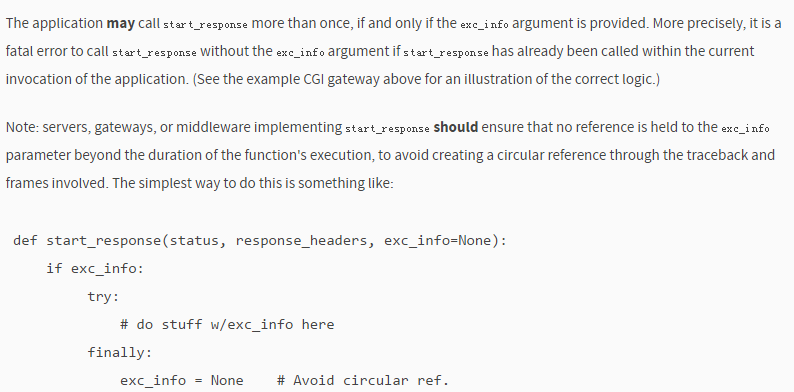 The application may call start_response more than once, if and only if the exc_info argument is provided. More precisely, it is a
fatal error to call start_response without the exc_info argument if start_response has already been called within the current
invocation of the application. (See the example CGI gateway above for an illustration of the correct logic.)
Note: servers, gateways, or middleware implementing start_response should ensure that no reference is held to the exc_info
parameter beyond the duration of the function's execution, to avoid creating a circular reference through the traceback and
frames involved. The simplest way to do this is something like:
def start_response(status, response_headers, exc_info=None):
    if exc_info:
        try:
            # do stuff w/exc_info here
        finally:
            exc_info = None    # Avoid circular ref.